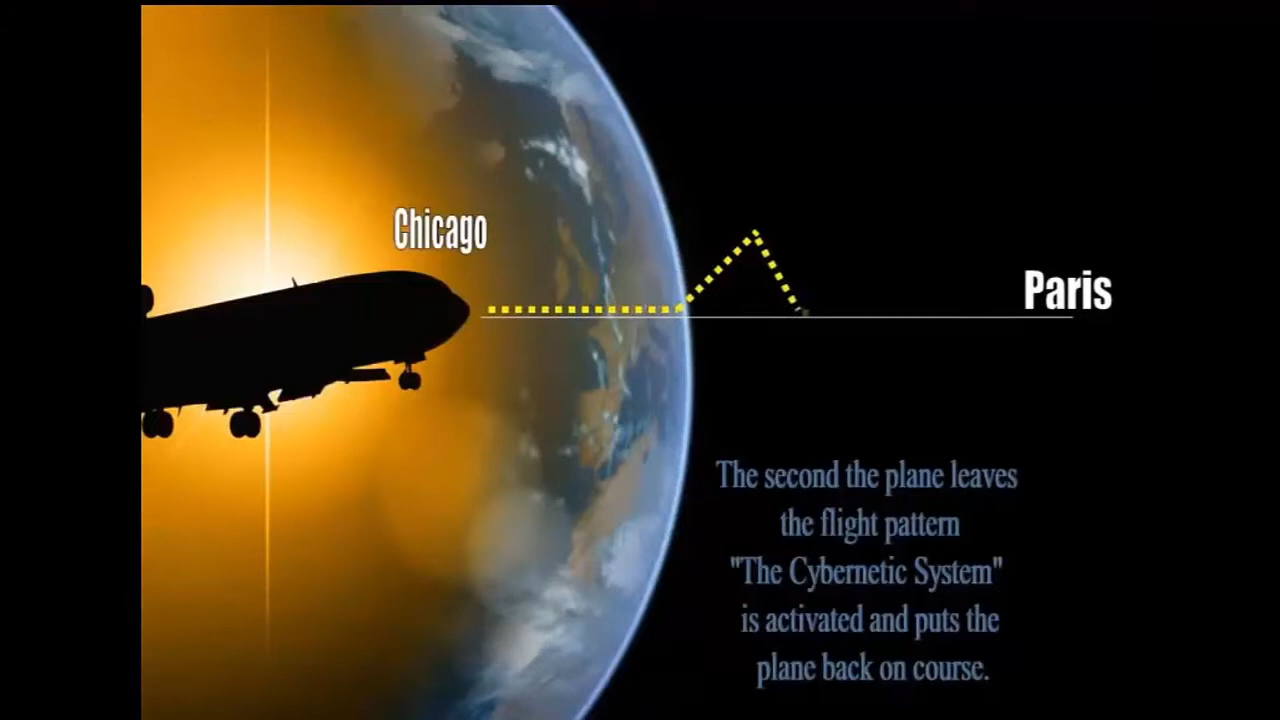 Chicago
Paris
The second the plane leaves
the flight pattern
"The Cybernetic System"
is activated and puts the
plane back on course.